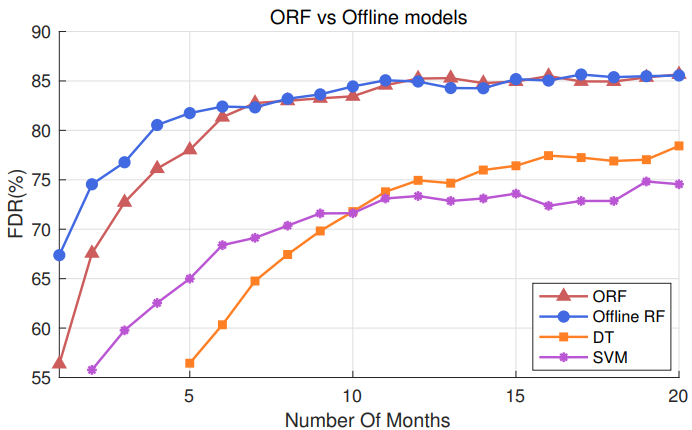 ORF vs Offline models
90
85
80
75
70
65
60
55
FDR(%)
5
10
15
20
Number Of Months
ORF
Offline RF
DT
SVM